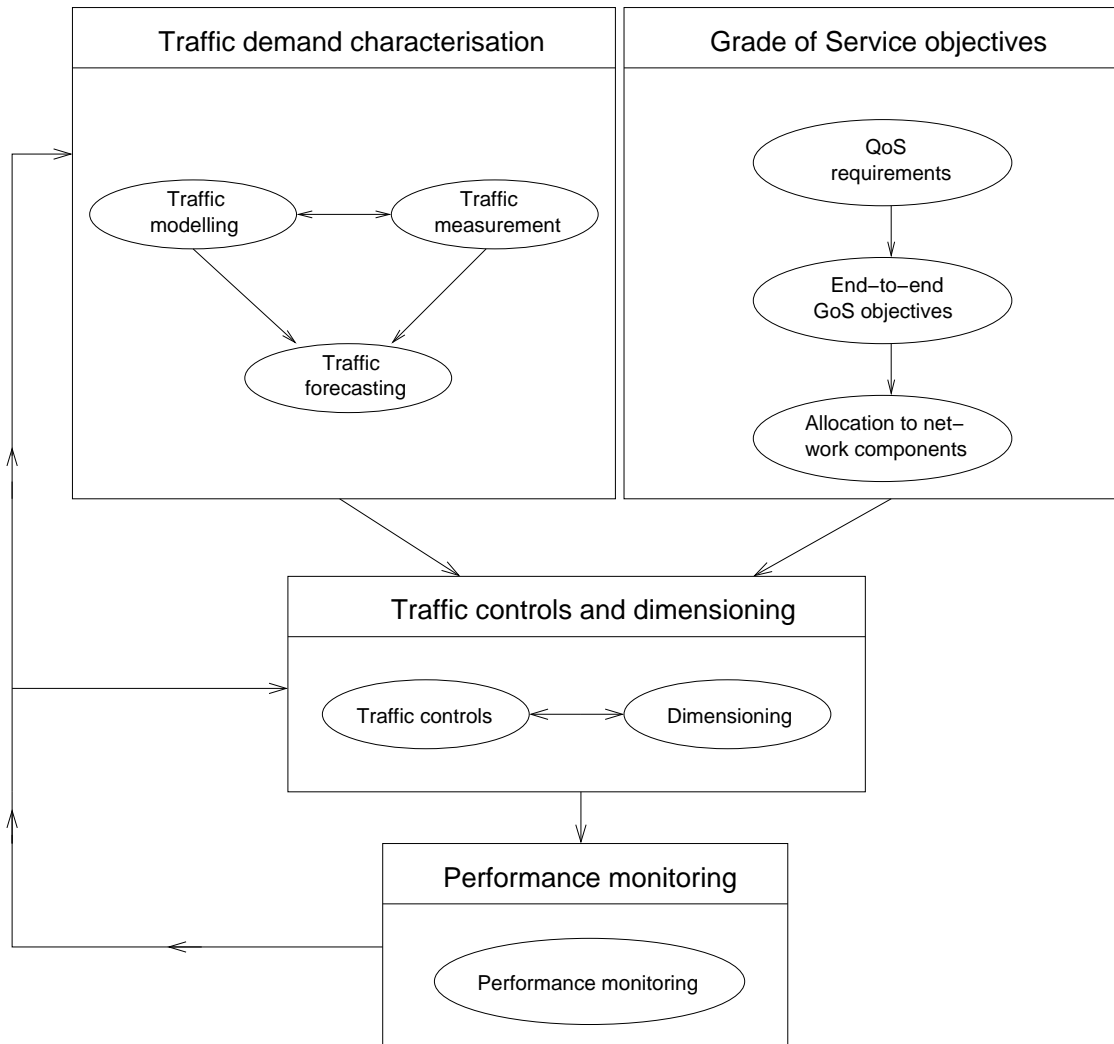 Traffic demand characterisation
Grade of Service objectives
QoS
requirements
Traffic
modelling
Traffic
measurement
End−to−end
GoS objectives
Traffic
forecasting
Allocation to net−
work components
Traffic controls and dimensioning
Traffic controls
Dimensioning
Performance monitoring
Performance monitoring